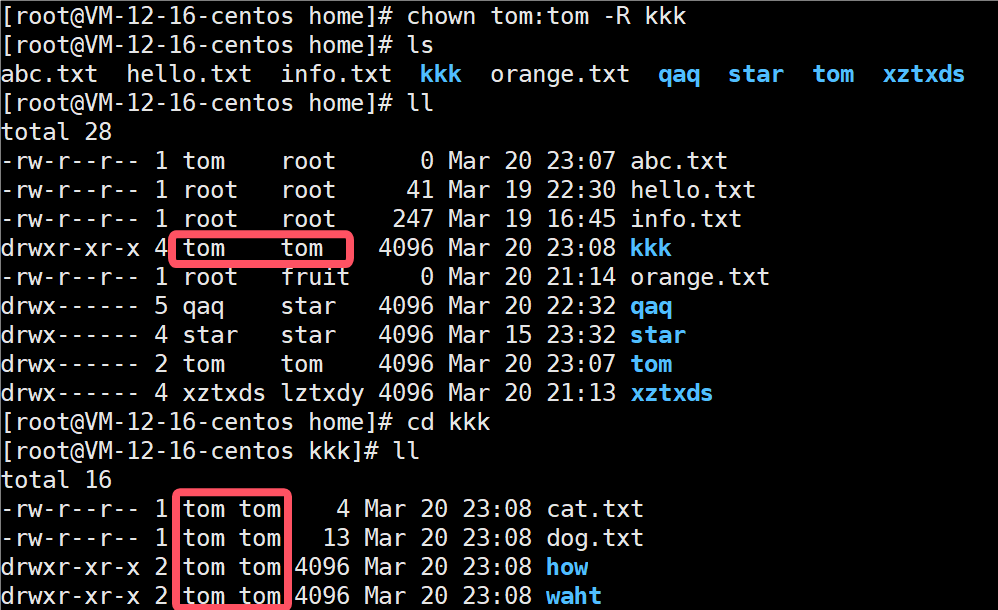 [root@VM-12-16-centos home]# chown tom:tom -R kkk
[root@VM-12-16-centos home]# ls
abc.txt  hello.txt  info.txt  kkk  orange.txt  qaq  star  tom  xztxds
[root@VM-12-16-centos home]# ll
total 28
-rw-r--r-- 1 tom    root      0 Mar 20 23:07 abc.txt
-rw-r--r-- 1 root   root     41 Mar 19 22:30 hello.txt
-rw-r--r-- 1 root   root    247 Mar 19 16:45 info.txt
drwxr-xr-x 4 tom    tom    4096 Mar 20 23:08 kkk
-rw-r--r-- 1 root   fruit     0 Mar 20 21:14 orange.txt
drwx------ 5 qaq    star   4096 Mar 20 22:32 qaq
drwx------ 4 star   star   4096 Mar 15 23:32 star
drwx------ 2 tom    tom    4096 Mar 20 23:07 tom
drwx------ 4 xztxds lztxdy 4096 Mar 20 21:13 xztxds
[root@VM-12-16-centos home]# cd kkk
[root@VM-12-16-centos kkk]# ll
total 16
-rw-r--r-- 1 tom tom    4 Mar 20 23:08 cat.txt
-rw-r--r-- 1 tom tom   13 Mar 20 23:08 dog.txt
drwxr-xr-x 2 tom tom 4096 Mar 20 23:08 how
drwxr-xr-x 2 tom tom 4096 Mar 20 23:08 waht